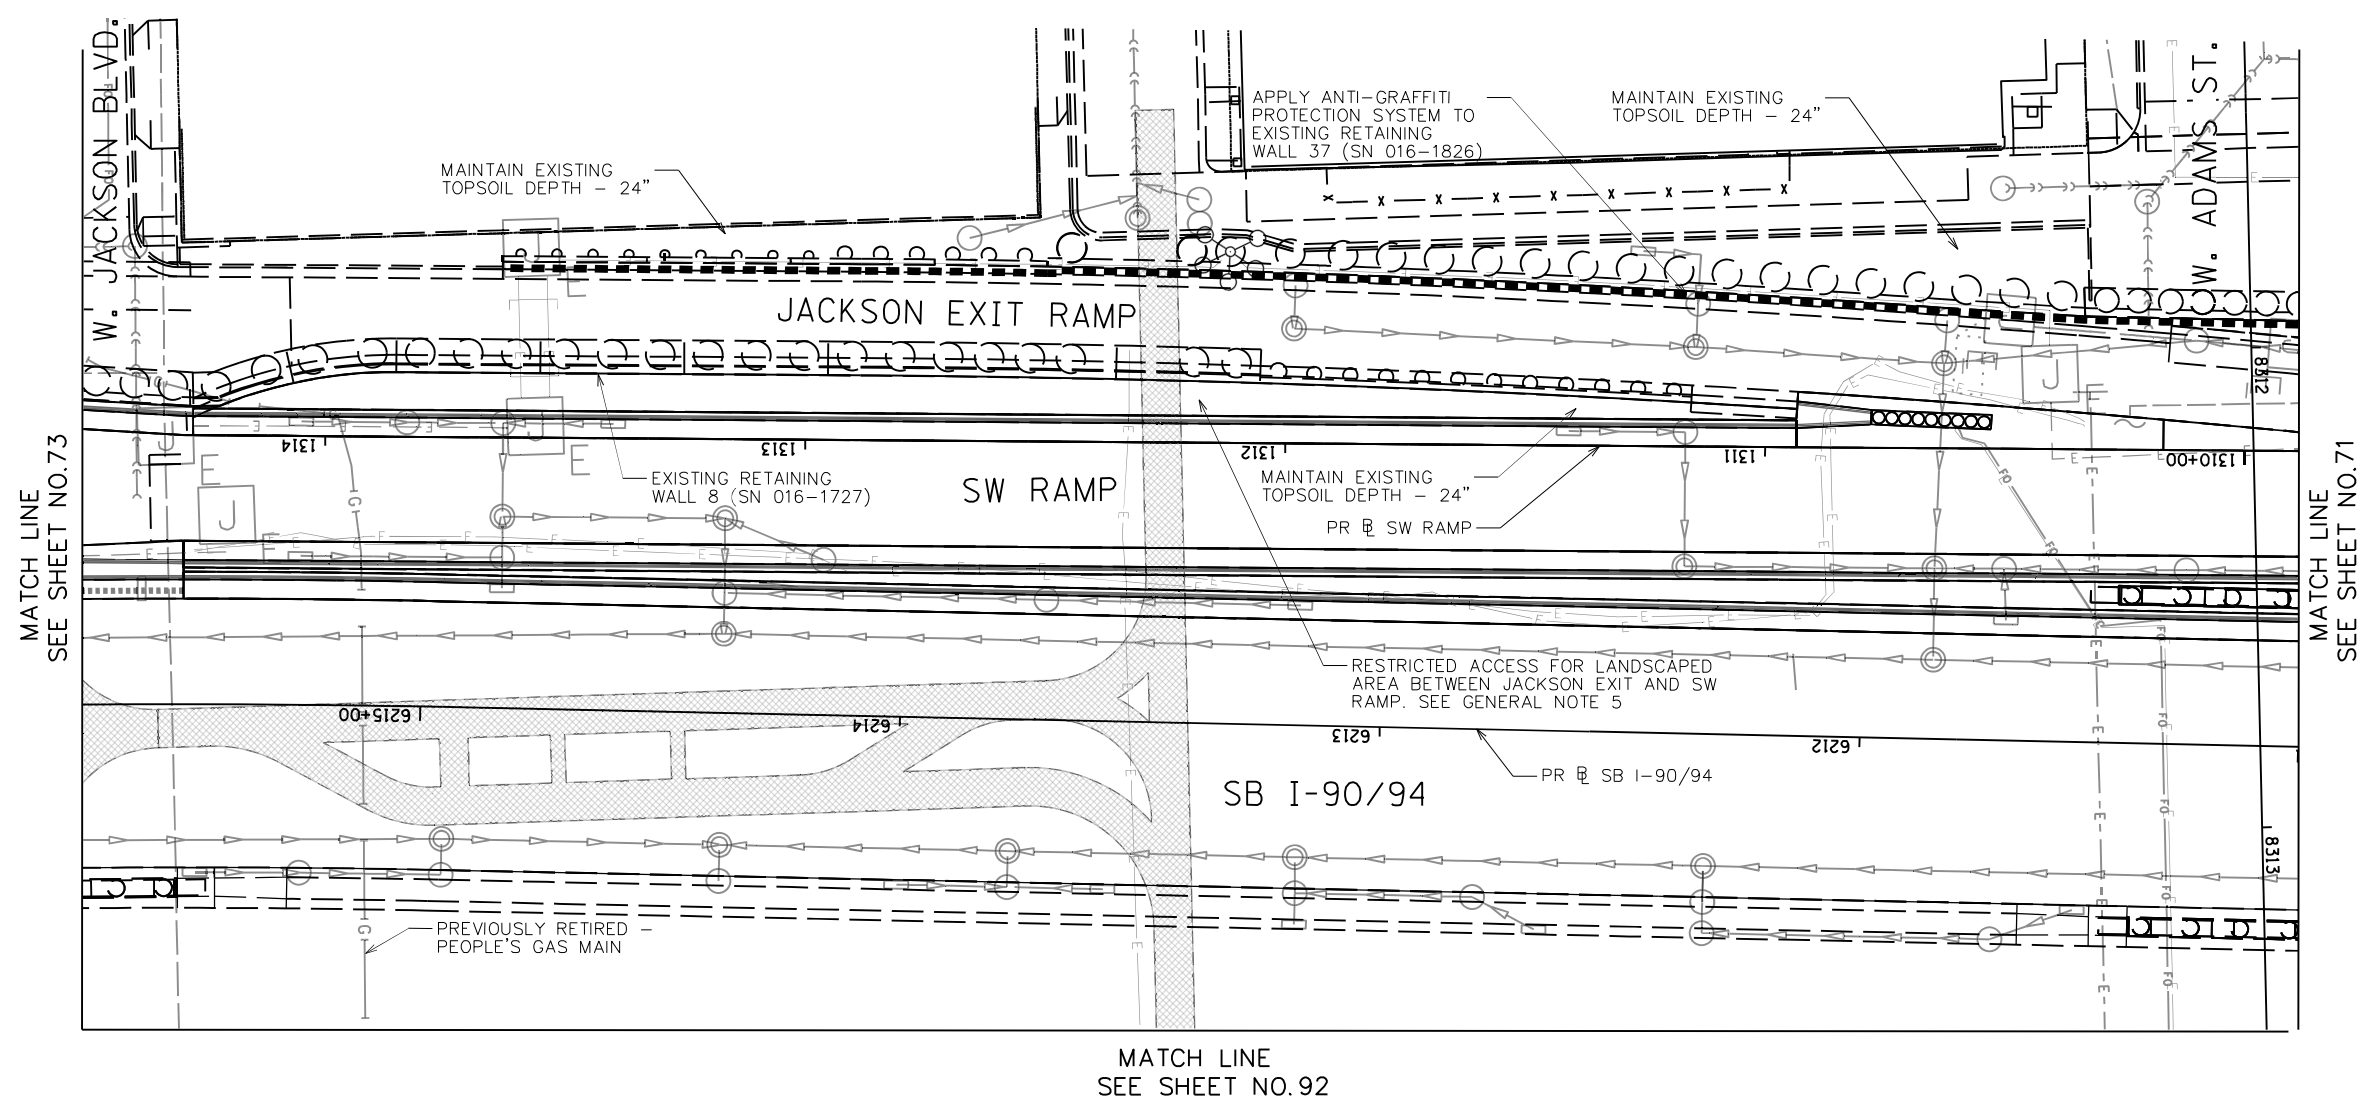 W. JACKSON BLVD.
W. ADAMS ST.
MAINTAIN EXISTING
TOPSOIL DEPTH - 24"
APPLY ANTI-GRAFFITI
PROTECTION SYSTEM TO
EXISTING RETAINING
WALL 37 (SN 016-1826)
MAINTAIN EXISTING
TOPSOIL DEPTH - 24"
JACKSON EXIT RAMP
8312
1314
1313
1312
1311
1310+00
EXISTING RETAINING
WALL 8 (SN 016-1727)
SW RAMP
MAINTAIN EXISTING
TOPSOIL DEPTH - 24"
PR BL SW RAMP
MATCH LINE
SEE SHEET NO.73
MATCH LINE
SEE SHEET NO.71
RESTRICTED ACCESS FOR LANDSCAPED
AREA BETWEEN JACKSON EXIT AND SW
RAMP. SEE GENERAL NOTE 5
6215+00
6214
6213
6212
PR BL SB I-90/94
SB I-90/94
8313
PREVIOUSLY RETIRED -
PEOPLE'S GAS MAIN
MATCH LINE
SEE SHEET NO.92